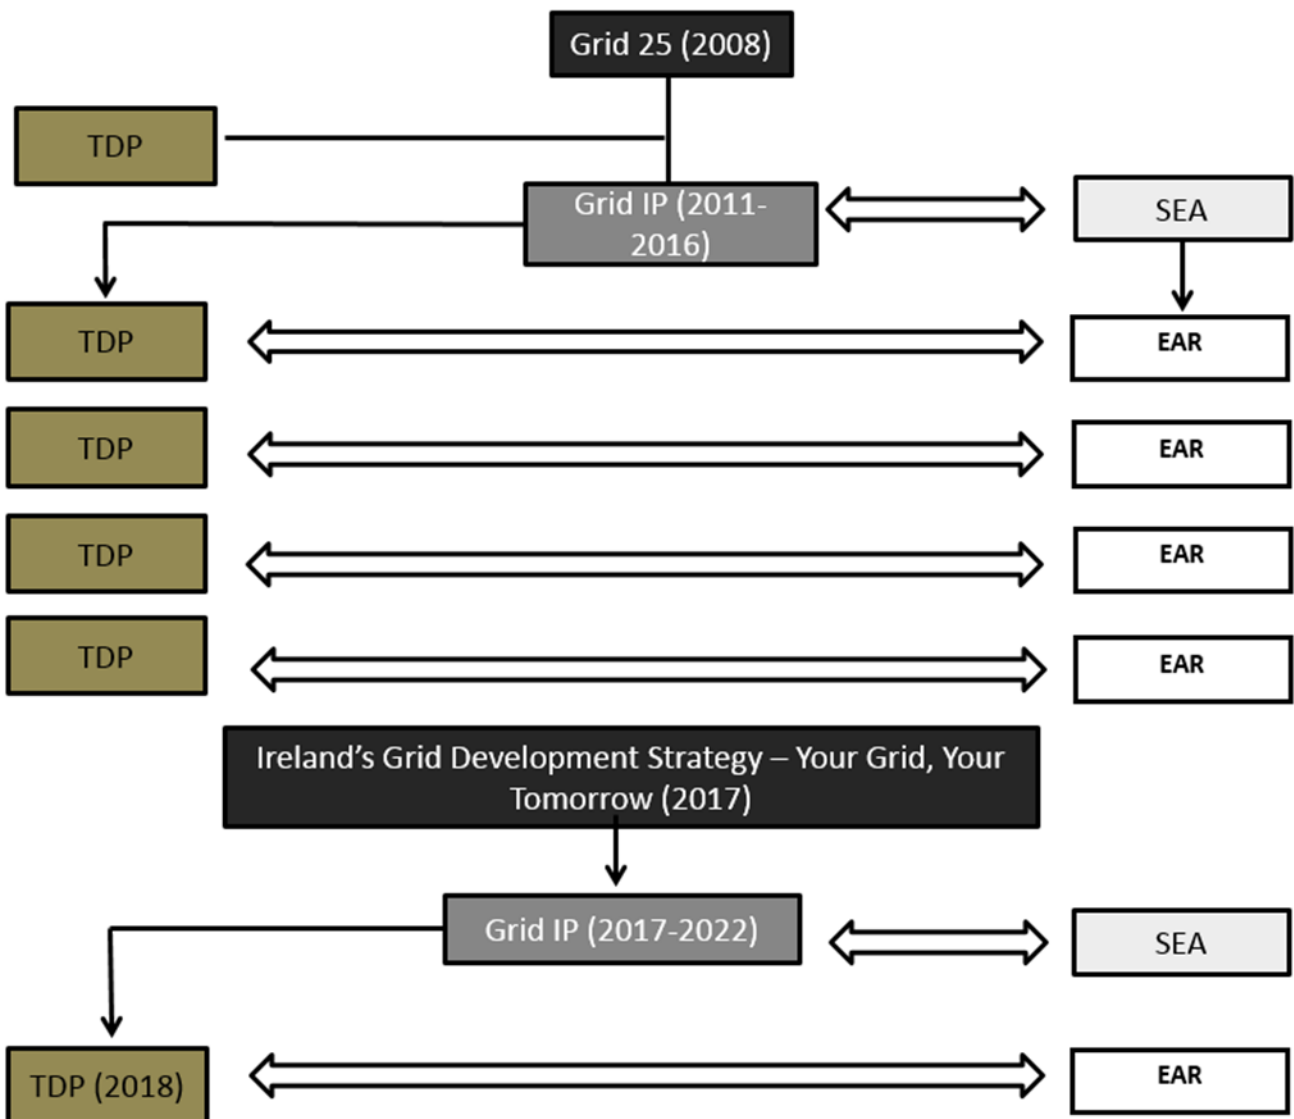 Grid 25 (2008)
TDP
Grid IP (2011-
2016)
SEA
TDP
EAR
TDP
EAR
TDP
EAR
TDP
EAR
Ireland’s Grid Development Strategy – Your Grid, Your
Tomorrow (2017)
Grid IP (2017-2022)
SEA
TDP (2018)
EAR